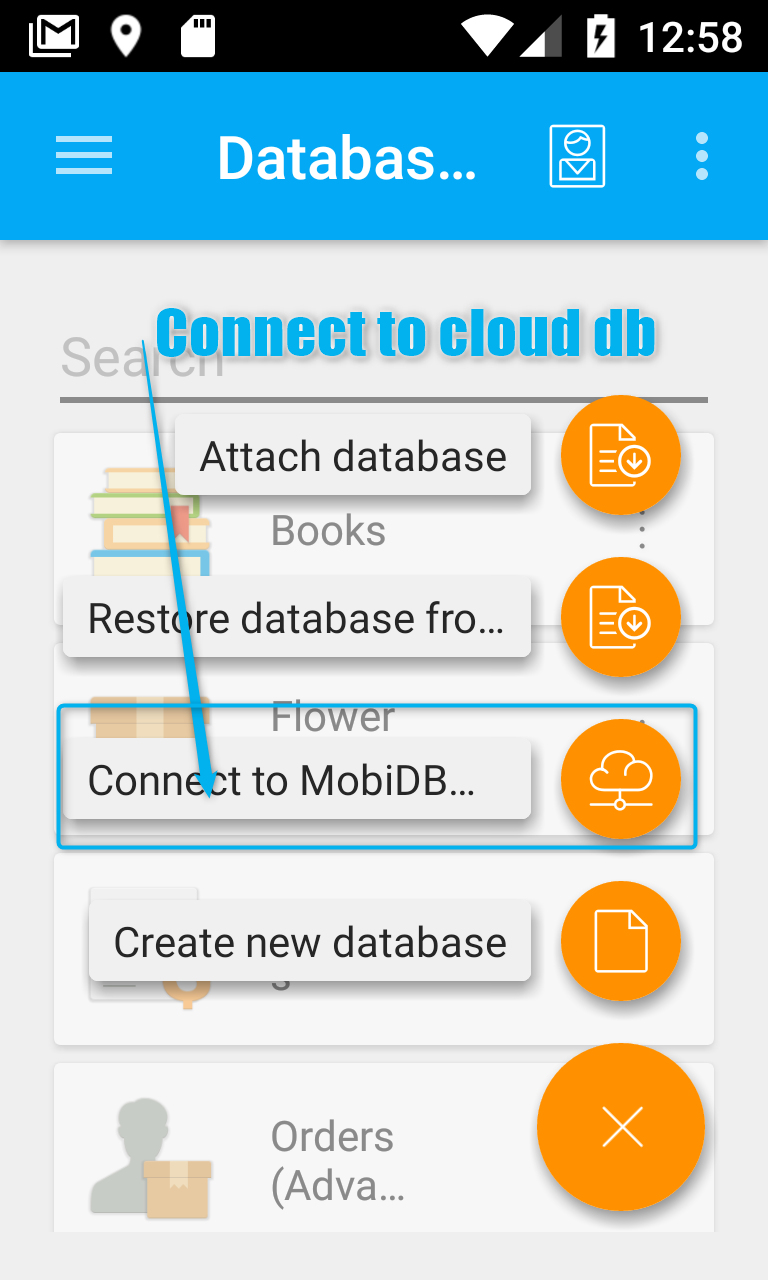 12:58
Databas...
Connect to cloud db
Search
Attach database
Books
Restore database fro...
Flower
Connect to MobiDB...
Create new database
s
Orders
(Adva...